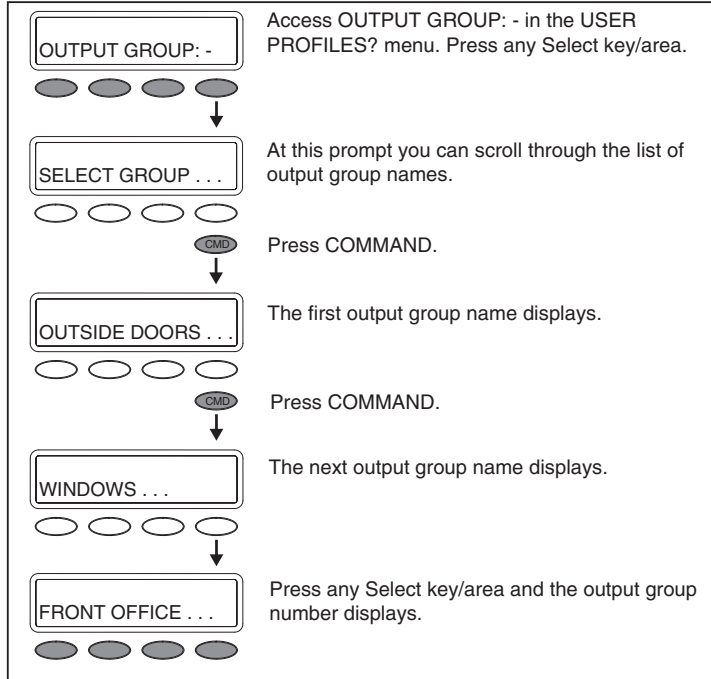 OUTPUT GROUP: -
Access OUTPUT GROUP: - in the USER
PROFILES? menu. Press any Select key/area.
SELECT GROUP . . .
At this prompt you can scroll through the list of
output group names.
CMD
Press COMMAND.
OUTSIDE DOORS . . .
The first output group name displays.
CMD
Press COMMAND.
WINDOWS . . .
The next output group name displays.
FRONT OFFICE . . .
Press any Select key/area and the output group
number displays.